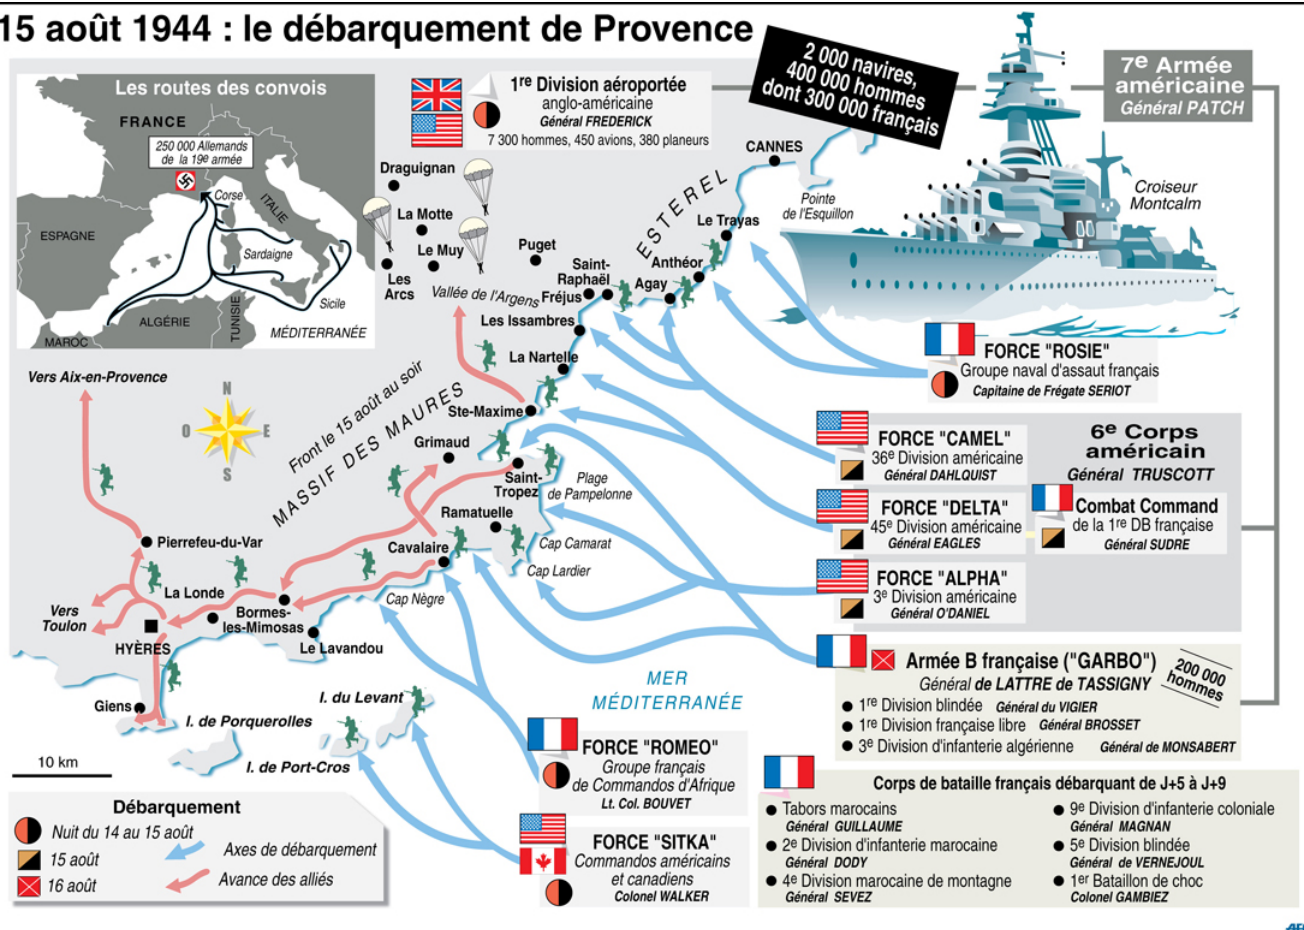 15 août 1944 : le débarquement de Provence
2 000 navires,
400 000 hommes
dont 300 000 français
7e Armée
américaine
Général PATCH
Les routes des convois
FRANCE
250 000 Allemands
de la 19e armée
Corse
ITALIE
ESPAGNE
Sardaigne
Sicile
ALGÉRIE
TUNISIE
MÉDITERRANÉE
MAROC
1re Division aéroportée
anglo-américaine
Général FREDERICK
7 300 hommes, 450 avions, 380 planeurs
CANNES
Croiseur
Montcalm
Draguignan
Pointe
de l'Esquillon
ESTEREL
La Motte
Le Trayas
Le Muy
Puget
Anthéor
Les
Arcs
Saint-
Raphaël
Agay
Vallée de l'Argens
Fréjus
Les Issambres
La Nartelle
Vers Aix-en-Provence
N
O
E
S
Front le 15 août au soir
MASSIF DES MAURES
Ste-Maxime
Grimaud
Saint-
Tropez
Plage
de Pampelonne
Ramatuelle
Cap Camarat
Cap Lardier
Cavalaire
Cap Nègre
Pierrefeu-du-Var
La Londe
Vers
Toulon
Bormes-
les-Mimosas
HYÈRES
Le Lavandou
Giens
I. de Porquerolles
I. du Levant
I. de Port-Cros
MER
MÉDITERRANÉE
10 km
FORCE "ROSIE"
Groupe naval d'assaut français
Capitaine de Frégate SERIOT
6e Corps
américain
Général TRUSCOTT
FORCE "CAMEL"
36e Division américaine
Général DAHLQUIST
FORCE "DELTA"
45e Division américaine
Général EAGLES
Combat Command
de la 1re DB française
Général SUDRE
FORCE "ALPHA"
3e Division américaine
Général O'DANIEL
Armée B française ("GARBO")
Général de LATTRE de TASSIGNY
200 000
hommes
1re Division blindée Général du VIGIER
1re Division française libre Général BROSSET
3e Division d'infanterie algérienne Général de MONSABERT
FORCE "ROMEO"
Groupe français
de Commandos d'Afrique
Lt. Col. BOUVET
FORCE "SITKA"
Commandos américains
et canadiens
Colonel WALKER
Corps de bataille français débarquant de J+5 à J+9
Tabors marocains
Général GUILLAUME
2e Division d'infanterie marocaine
Général DODY
4e Division marocaine de montagne
Général SEVEZ
9e Division d'infanterie coloniale
Général MAGNAN
5e Division blindée
Général de VERNEJOUL
1er Bataillon de choc
Colonel GAMBIEZ
Débarquement
Nuit du 14 au 15 août
15 août
16 août
Axes de débarquement
Avance des alliés